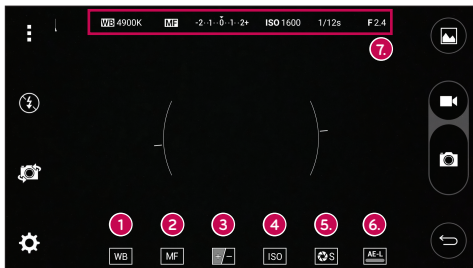 WB 4900K MF -2··1··0··1··2+ ISO 1600 1/12s F 2.4
7.
1 2 3 4 5. 6.
WB MF +/- ISO S AE-L